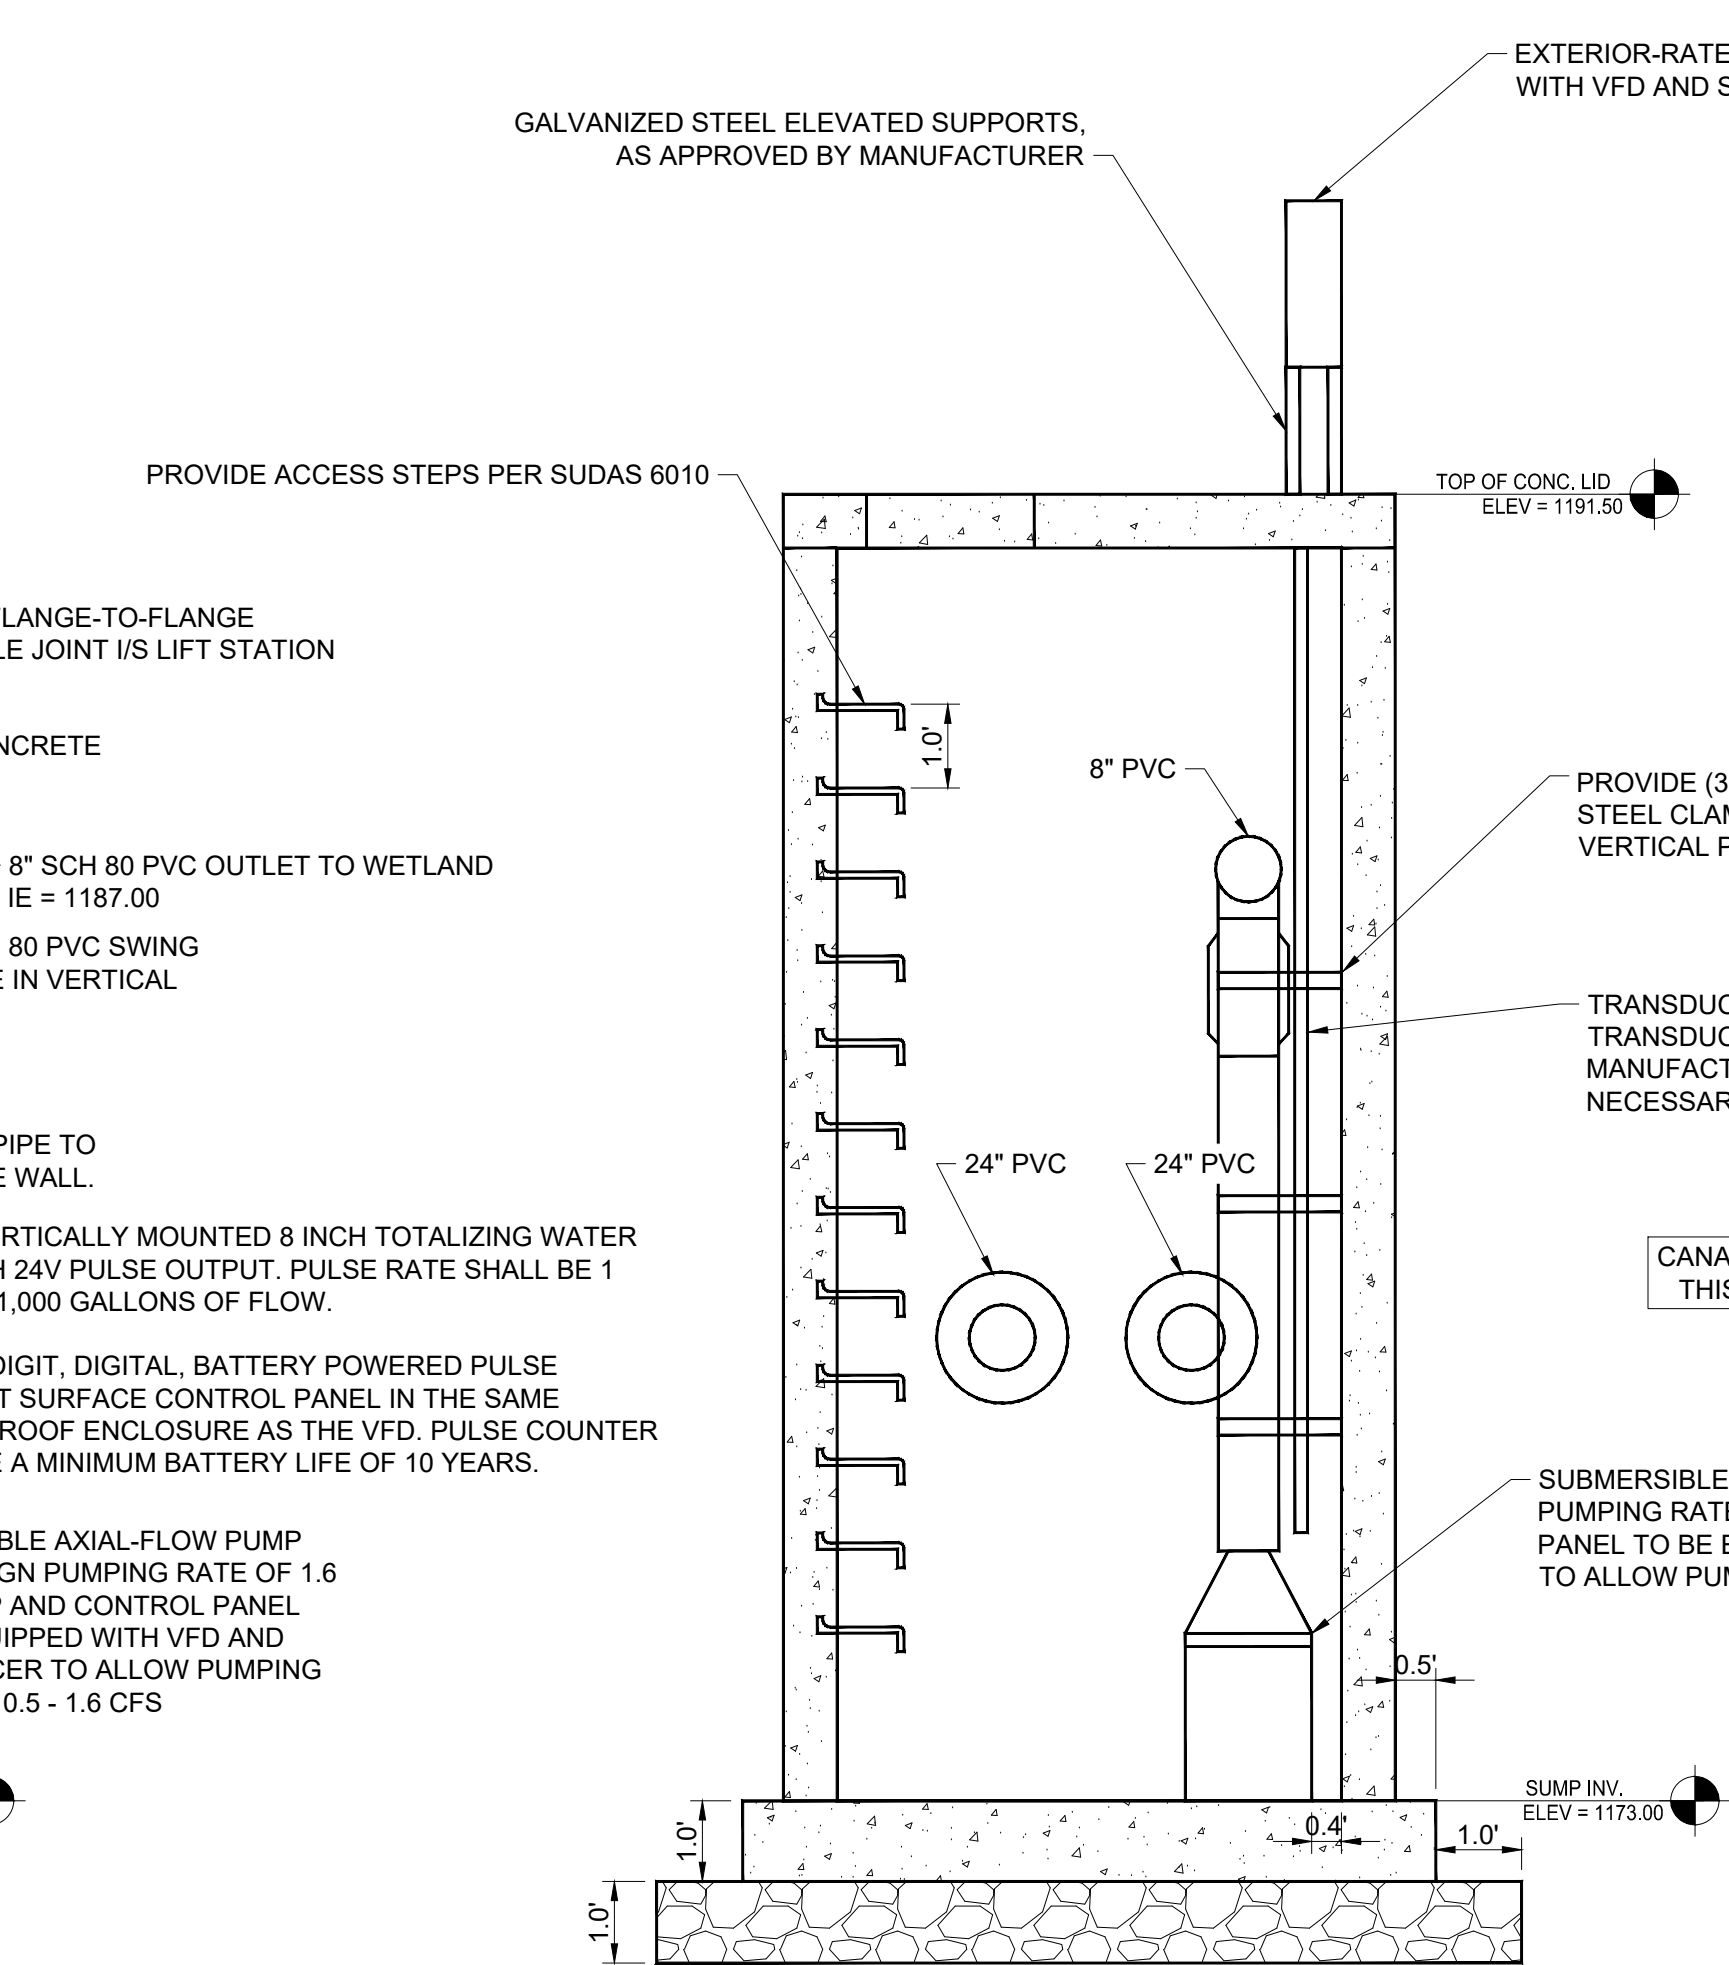 EXTERIOR-RATE
WITH VFD AND S
GALVANIZED STEEL ELEVATED SUPPORTS,
AS APPROVED BY MANUFACTURER
PROVIDE ACCESS STEPS PER SUDAS 6010
TOP OF CONC. LID
ELEV = 1191.50
FLANGE-TO-FLANGE
LE JOINT I/S LIFT STATION
1.0'
NCRETE
8" PVC
PROVIDE (3
STEEL CLAM
VERTICAL P
8" SCH 80 PVC OUTLET TO WETLAND
IE = 1187.00
80 PVC SWING
E IN VERTICAL
TRANSDUC
TRANSDUC
MANUFACT
NECESSAR
PIPE TO
E WALL.
24" PVC
24" PVC
RTICALLY MOUNTED 8 INCH TOTALIZING WATER
H 24V PULSE OUTPUT. PULSE RATE SHALL BE 1
1,000 GALLONS OF FLOW.
CANA
THIS
DIGIT, DIGITAL, BATTERY POWERED PULSE
T SURFACE CONTROL PANEL IN THE SAME
ROOF ENCLOSURE AS THE VFD. PULSE COUNTER
E A MINIMUM BATTERY LIFE OF 10 YEARS.
SUBMERSIBLE
PUMPING RATE
PANEL TO BE E
TO ALLOW PUM
BLE AXIAL-FLOW PUMP
IGN PUMPING RATE OF 1.6
P AND CONTROL PANEL
UIPPED WITH VFD AND
CER TO ALLOW PUMPING
0.5 - 1.6 CFS
0.5'
SUMP INV.
ELEV = 1173.00
1.0'
0.4'
1.0'
1.0'